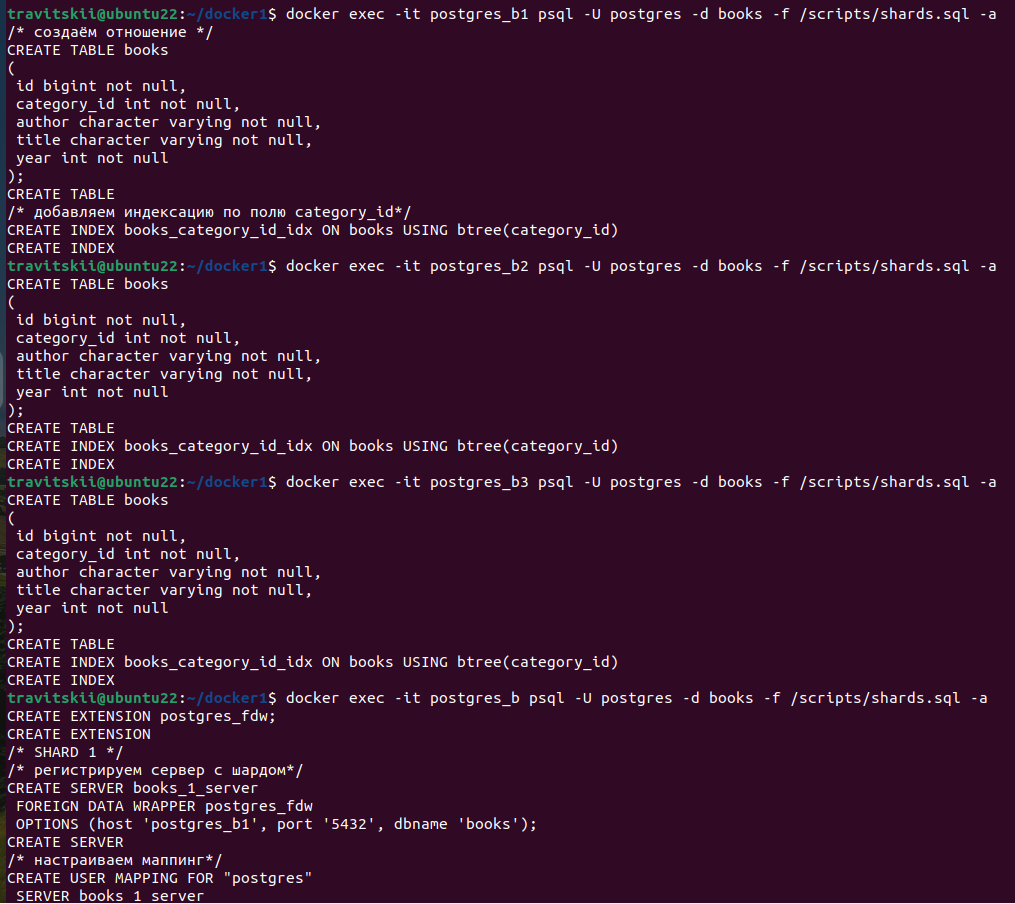 travitskii@ubuntu22:~/docker1$ docker exec -it postgres_b1 psql -U postgres -d books -f /scripts/shards.sql -a
/* создаём отношение */
CREATE TABLE books
(
 id bigint not null,
 category_id int not null,
 author character varying not null,
 title character varying not null,
 year int not null
);
CREATE TABLE
/* добавляем индексацию по полю category_id*/
CREATE INDEX books_category_id_idx ON books USING btree(category_id)
CREATE INDEX
travitskii@ubuntu22:~/docker1$ docker exec -it postgres_b2 psql -U postgres -d books -f /scripts/shards.sql -a
CREATE TABLE books
(
 id bigint not null,
 category_id int not null,
 author character varying not null,
 title character varying not null,
 year int not null
);
CREATE TABLE
CREATE INDEX books_category_id_idx ON books USING btree(category_id)
CREATE INDEX
travitskii@ubuntu22:~/docker1$ docker exec -it postgres_b3 psql -U postgres -d books -f /scripts/shards.sql -a
CREATE TABLE books
(
 id bigint not null,
 category_id int not null,
 author character varying not null,
 title character varying not null,
 year int not null
);
CREATE TABLE
CREATE INDEX books_category_id_idx ON books USING btree(category_id)
CREATE INDEX
travitskii@ubuntu22:~/docker1$ docker exec -it postgres_b psql -U postgres -d books -f /scripts/shards.sql -a
CREATE EXTENSION postgres_fdw;
CREATE EXTENSION
/* SHARD 1 */
/* регистрируем сервер с шардом*/
CREATE SERVER books_1_server
 FOREIGN DATA WRAPPER postgres_fdw
 OPTIONS (host 'postgres_b1', port '5432', dbname 'books');
CREATE SERVER
/* настраиваем маппинг*/
CREATE USER MAPPING FOR "postgres"
 SERVER books_1_server